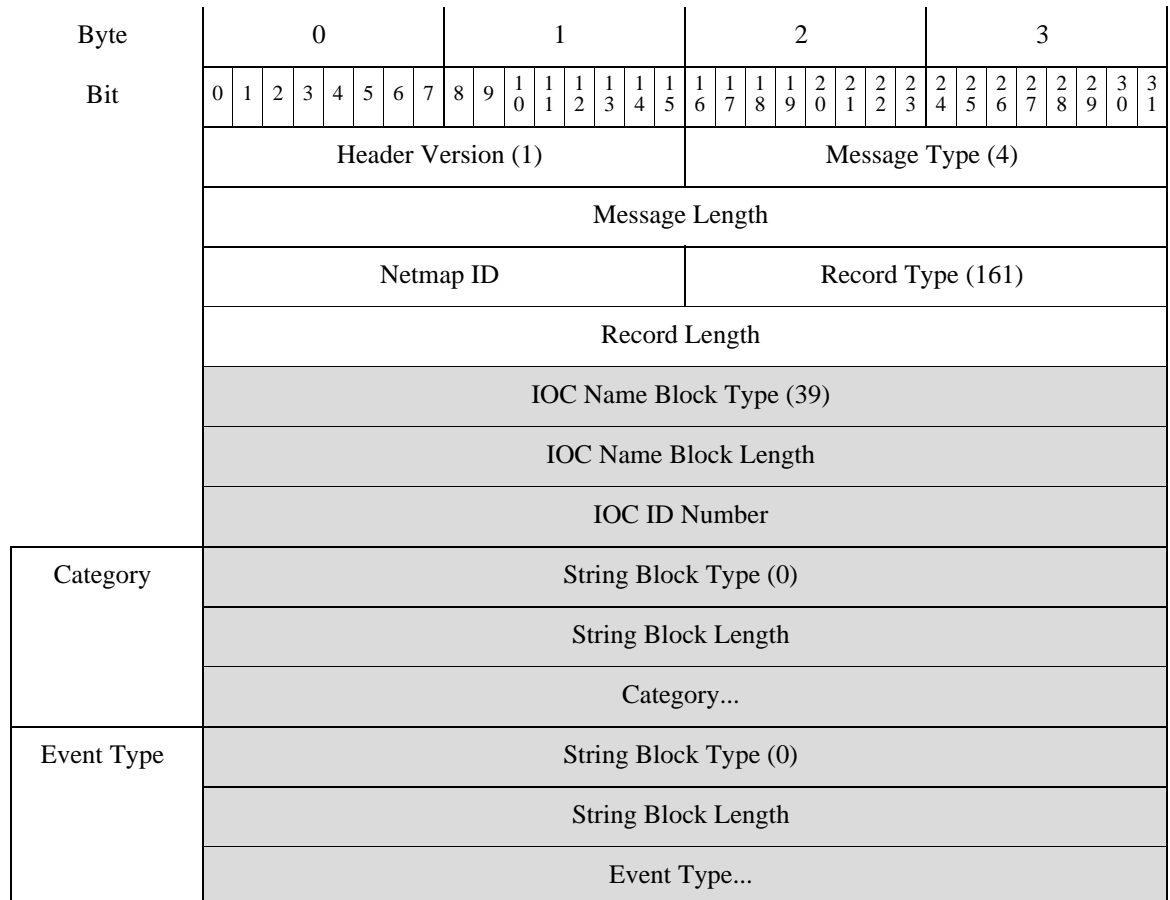 Byte 0 1 2 3
Bit 0 1 2 3 4 5 6 7 8 9 10 11 12 13 14 15 16 17 18 19 20 21 22 23 24 25 26 27 28 29 30 31
Header Version (1) Message Type (4)
Message Length
Netmap ID Record Type (161)
Record Length
IOC Name Block Type (39)
IOC Name Block Length
IOC ID Number
Category String Block Type (0)
String Block Length
Category...
Event Type String Block Type (0)
String Block Length
Event Type...